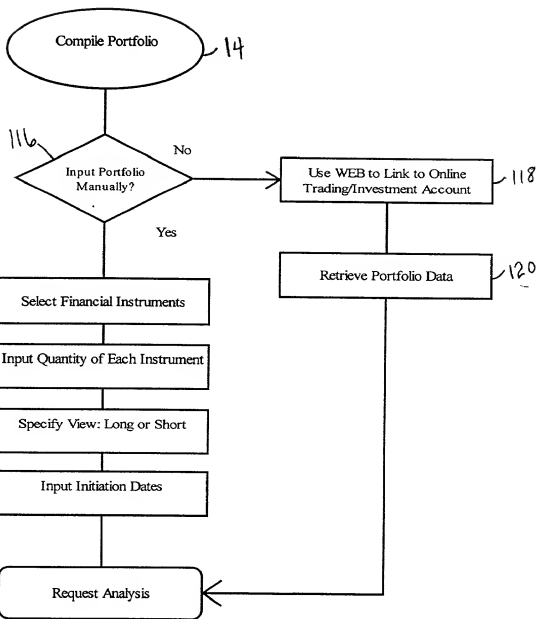 Compile Portfolio
14
116
No
Input Portfolio
Manually?
Use WEB to Link to Online
Trading/Investment Account
118
Yes
Retrieve Portfolio Data
120
Select Financial Instruments
Input Quantity of Each Instrument
Specify View: Long or Short
Input Initiation Dates
Request Analysis